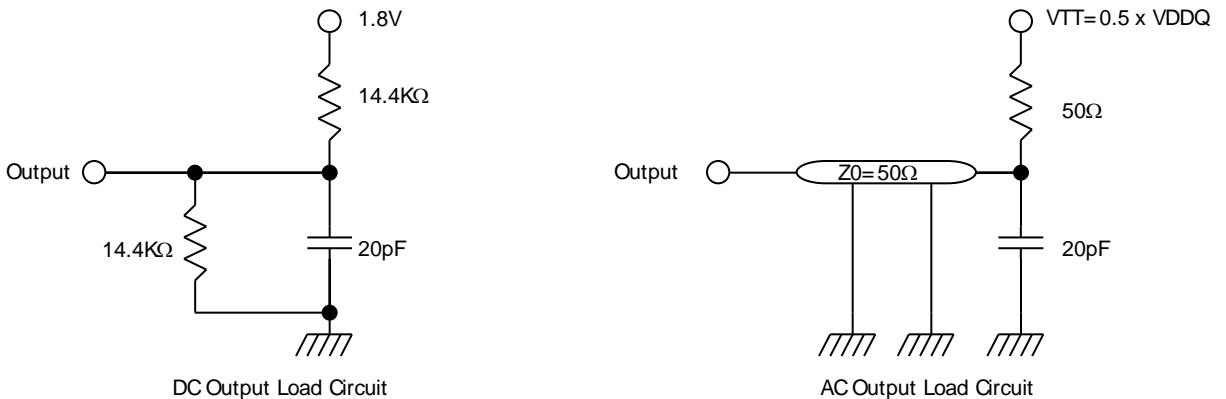 1.8V
14.4KΩ
Output
14.4KΩ
20pF
DC Output Load Circuit
VTT= 0.5 x VDDQ
50Ω
Output
Z0= 50Ω
20pF
AC Output Load Circuit